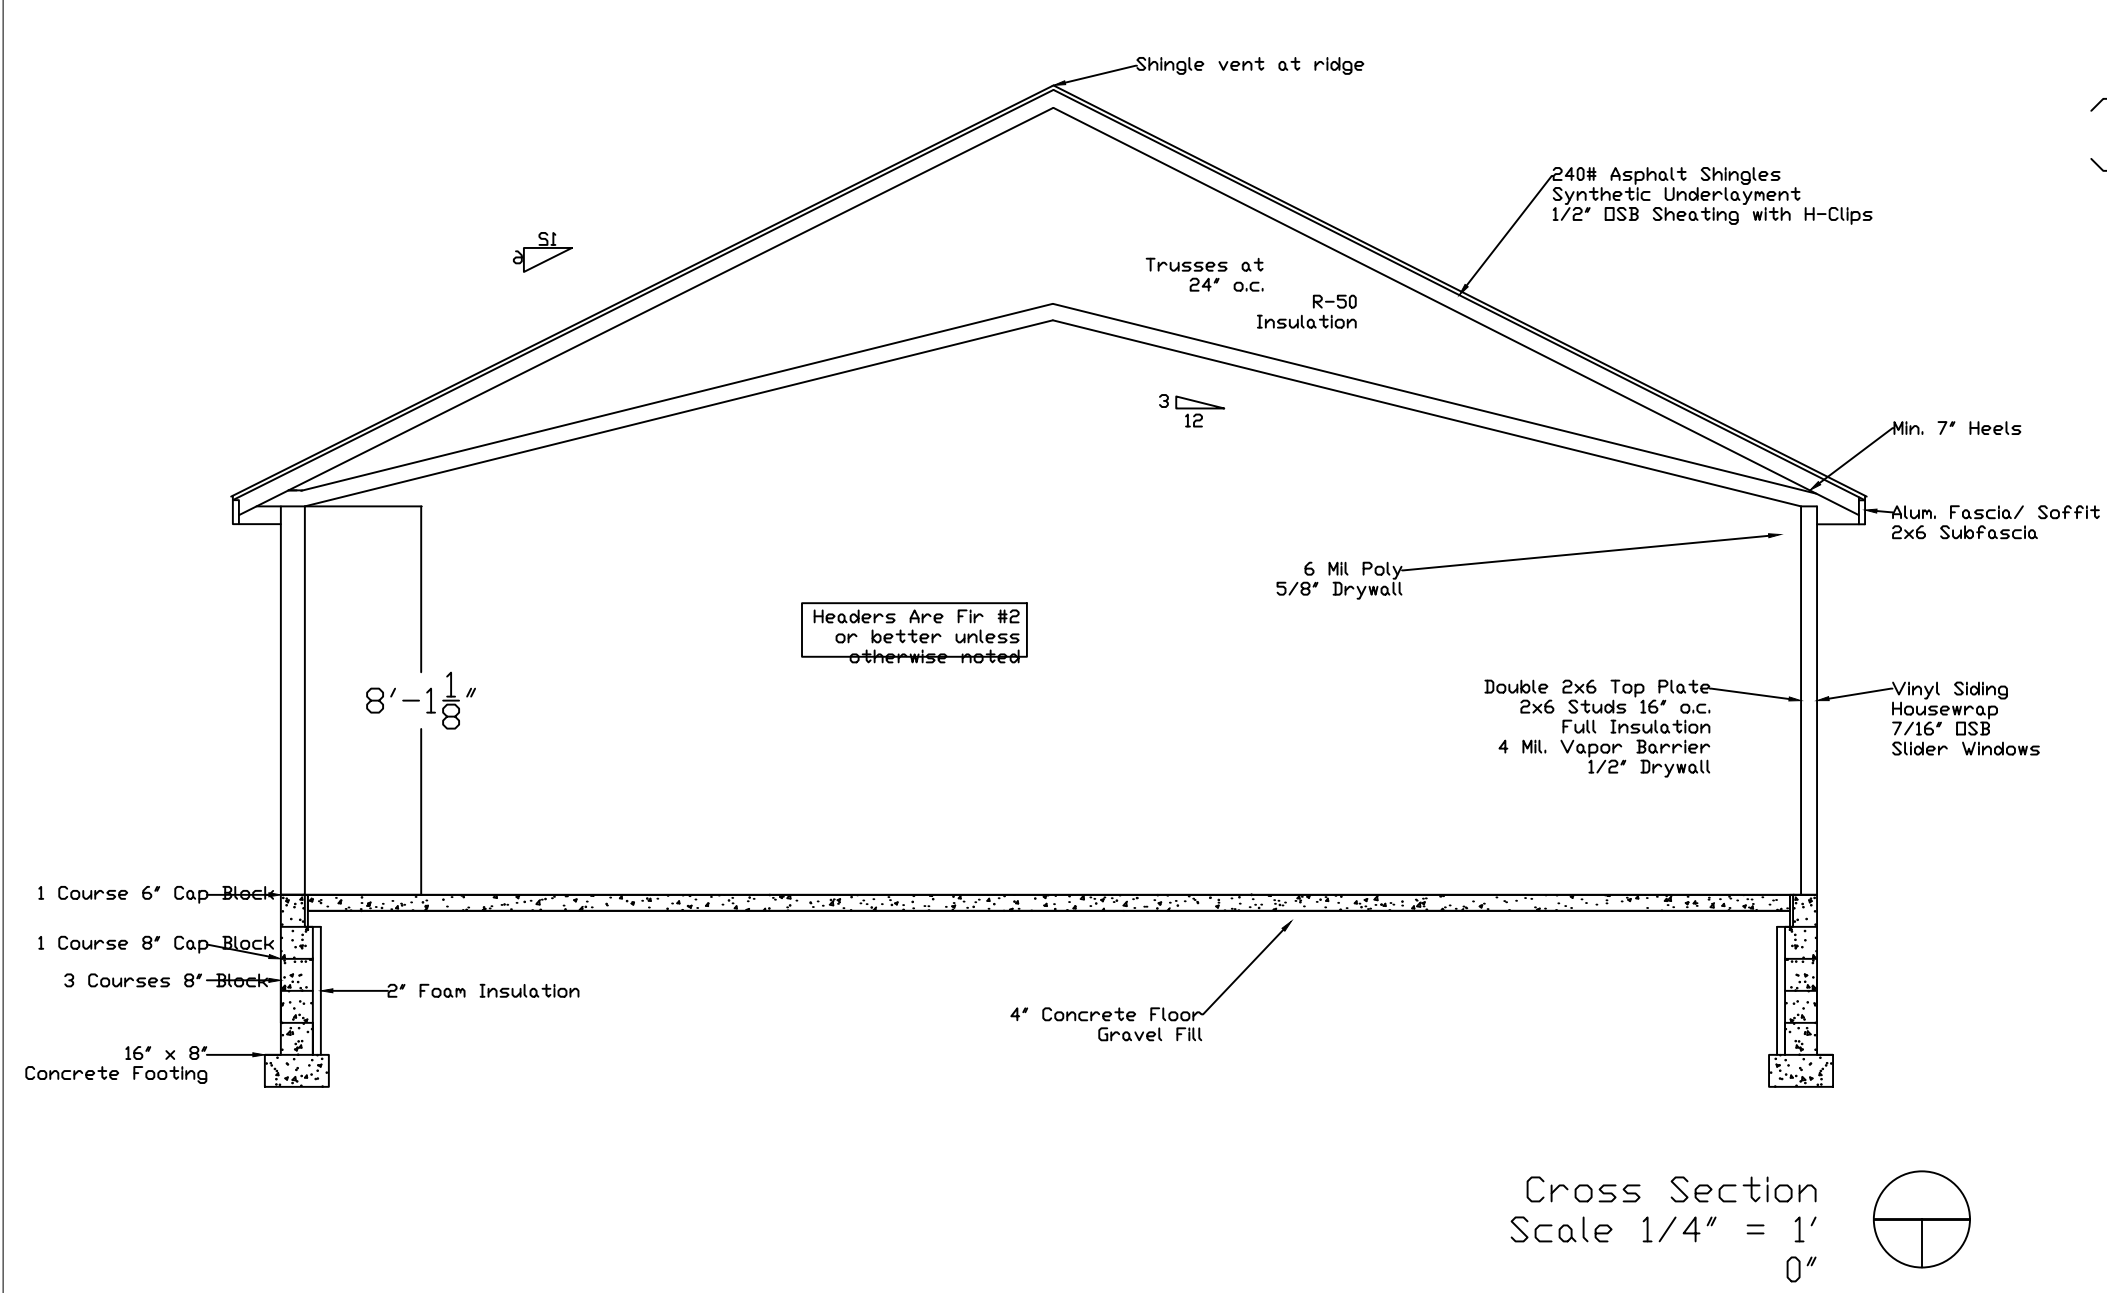 Shingle vent at ridge
240# Asphalt Shingles
Synthetic Underlayment
1/2" OSB Sheating with H-Clips
12
6
Trusses at
24" o.c.
R-50
Insulation
3
12
Min. 7" Heels
Alum. Fascia/ Soffit
2x6 Subfascia
6 Mil Poly
5/8" Drywall
Headers Are Fir #2
or better unless
otherwise noted
8'-1 1/8"
Double 2x6 Top Plate
2x6 Studs 16" o.c.
Full Insulation
4 Mil. Vapor Barrier
1/2" Drywall
Vinyl Siding
Housewrap
7/16" OSB
Slider Windows
1 Course 6" Cap Block
1 Course 8" Cap Block
3 Courses 8" Block
2" Foam Insulation
4" Concrete Floor
Gravel Fill
16" x 8"
Concrete Footing
Cross Section
Scale 1/4" = 1'
0"